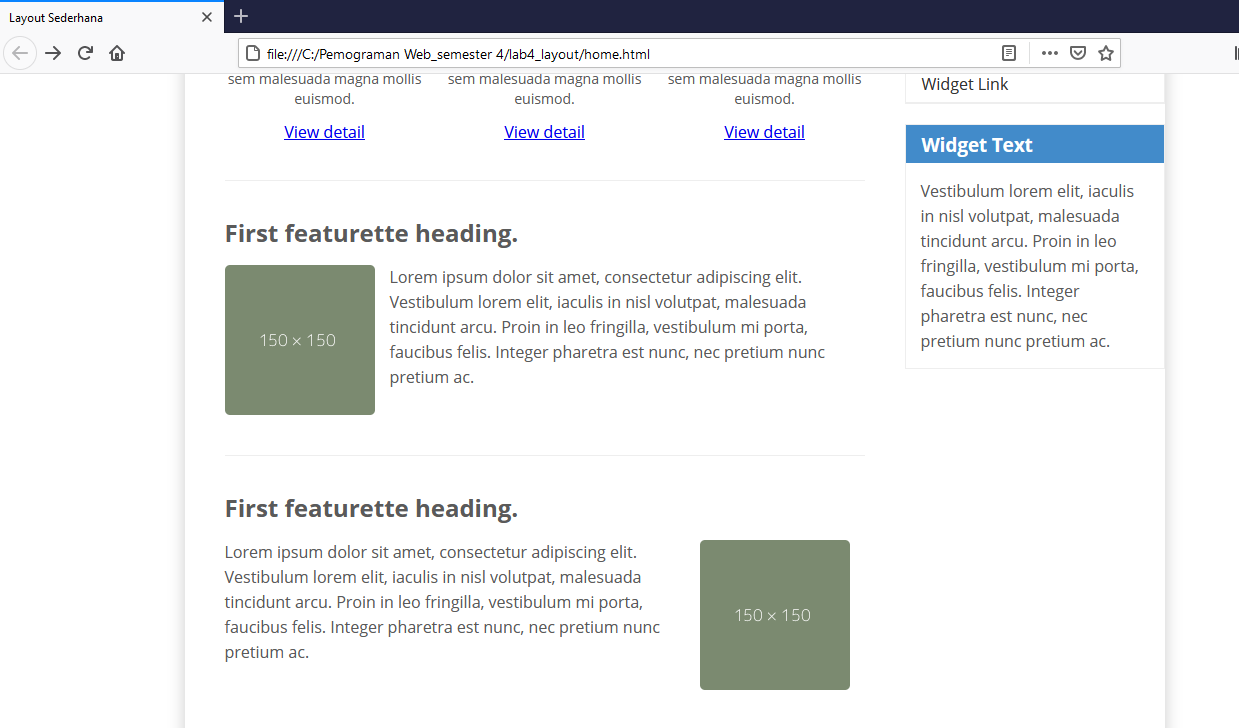 Layout Sederhana
file:///C:/Pemograman Web_semester 4/lab4_layout/home.html
sem malesuada magna mollis
euismod.
View detail
sem malesuada magna mollis
euismod.
View detail
sem malesuada magna mollis
euismod.
View detail
First featurette heading.
150 × 150
Lorem ipsum dolor sit amet, consectetur adipiscing elit.
Vestibulum lorem elit, iaculis in nisl volutpat, malesuada
tincidunt arcu. Proin in leo fringilla, vestibulum mi porta,
faucibus felis. Integer pharetra est nunc, nec pretium nunc
pretium ac.
First featurette heading.
Lorem ipsum dolor sit amet, consectetur adipiscing elit.
Vestibulum lorem elit, iaculis in nisl volutpat, malesuada
tincidunt arcu. Proin in leo fringilla, vestibulum mi porta,
faucibus felis. Integer pharetra est nunc, nec pretium nunc
pretium ac.
150 × 150
Widget Link
Widget Text
Vestibulum lorem elit, iaculis
in nisl volutpat, malesuada
tincidunt arcu. Proin in leo
fringilla, vestibulum mi porta,
faucibus felis. Integer
pharetra est nunc, nec
pretium nunc pretium ac.